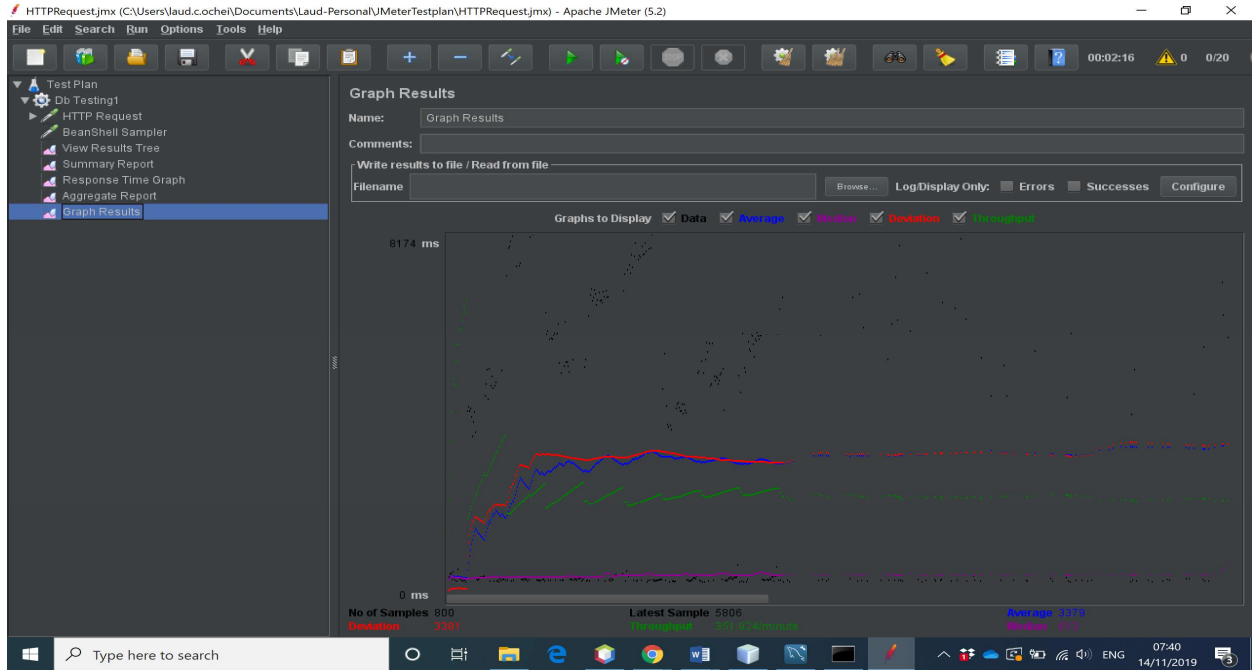 HTTPRequest.jmx (C:\Users\laud.c.ochei\Documents\Laud-Personal\JMeterTestplan\HTTPRequest.jmx) - Apache JMeter (5.2)
File Edit Search Run Options Tools Help
00:02:16 0 0/20
Test Plan
Db Testing1
HTTP Request
BeanShell Sampler
View Results Tree
Summary Report
Response Time Graph
Aggregate Report
Graph Results
Graph Results
Name: Graph Results
Comments:
Write results to file / Read from file
Filename Browse... Log/Display Only: Errors Successes Configure
Graphs to Display Data Average Median Deviation Throughput
8174 ms
0 ms
No of Samples 800 Latest Sample 5806 Average 3379
Deviation Throughput Median
Type here to search
ENG
07:40
14/11/2019
3